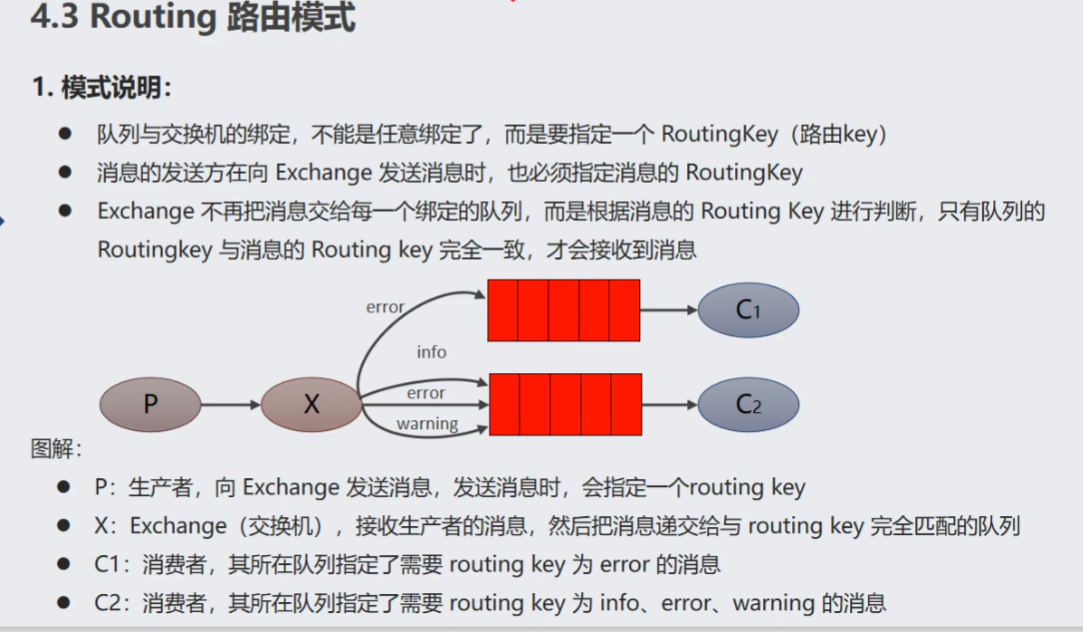 4.3 Routing 路由模式
1. 模式说明：
● 队列与交换机的绑定，不能是任意绑定了，而是要指定一个 RoutingKey（路由key）
● 消息的发送方在向 Exchange 发送消息时，也必须指定消息的 RoutingKey
● Exchange 不再把消息交给每一个绑定的队列，而是根据消息的 Routing Key 进行判断，只有队列的
Routingkey 与消息的 Routing key 完全一致，才会接收到消息
error
C1
info
P
X
error
C2
warning
图解：
● P：生产者，向 Exchange 发送消息，发送消息时，会指定一个routing key
● X：Exchange（交换机），接收生产者的消息，然后把消息递交给与 routing key 完全匹配的队列
● C1：消费者，其所在队列指定了需要 routing key 为 error 的消息
● C2：消费者，其所在队列指定了需要 routing key 为 info、error、warning 的消息